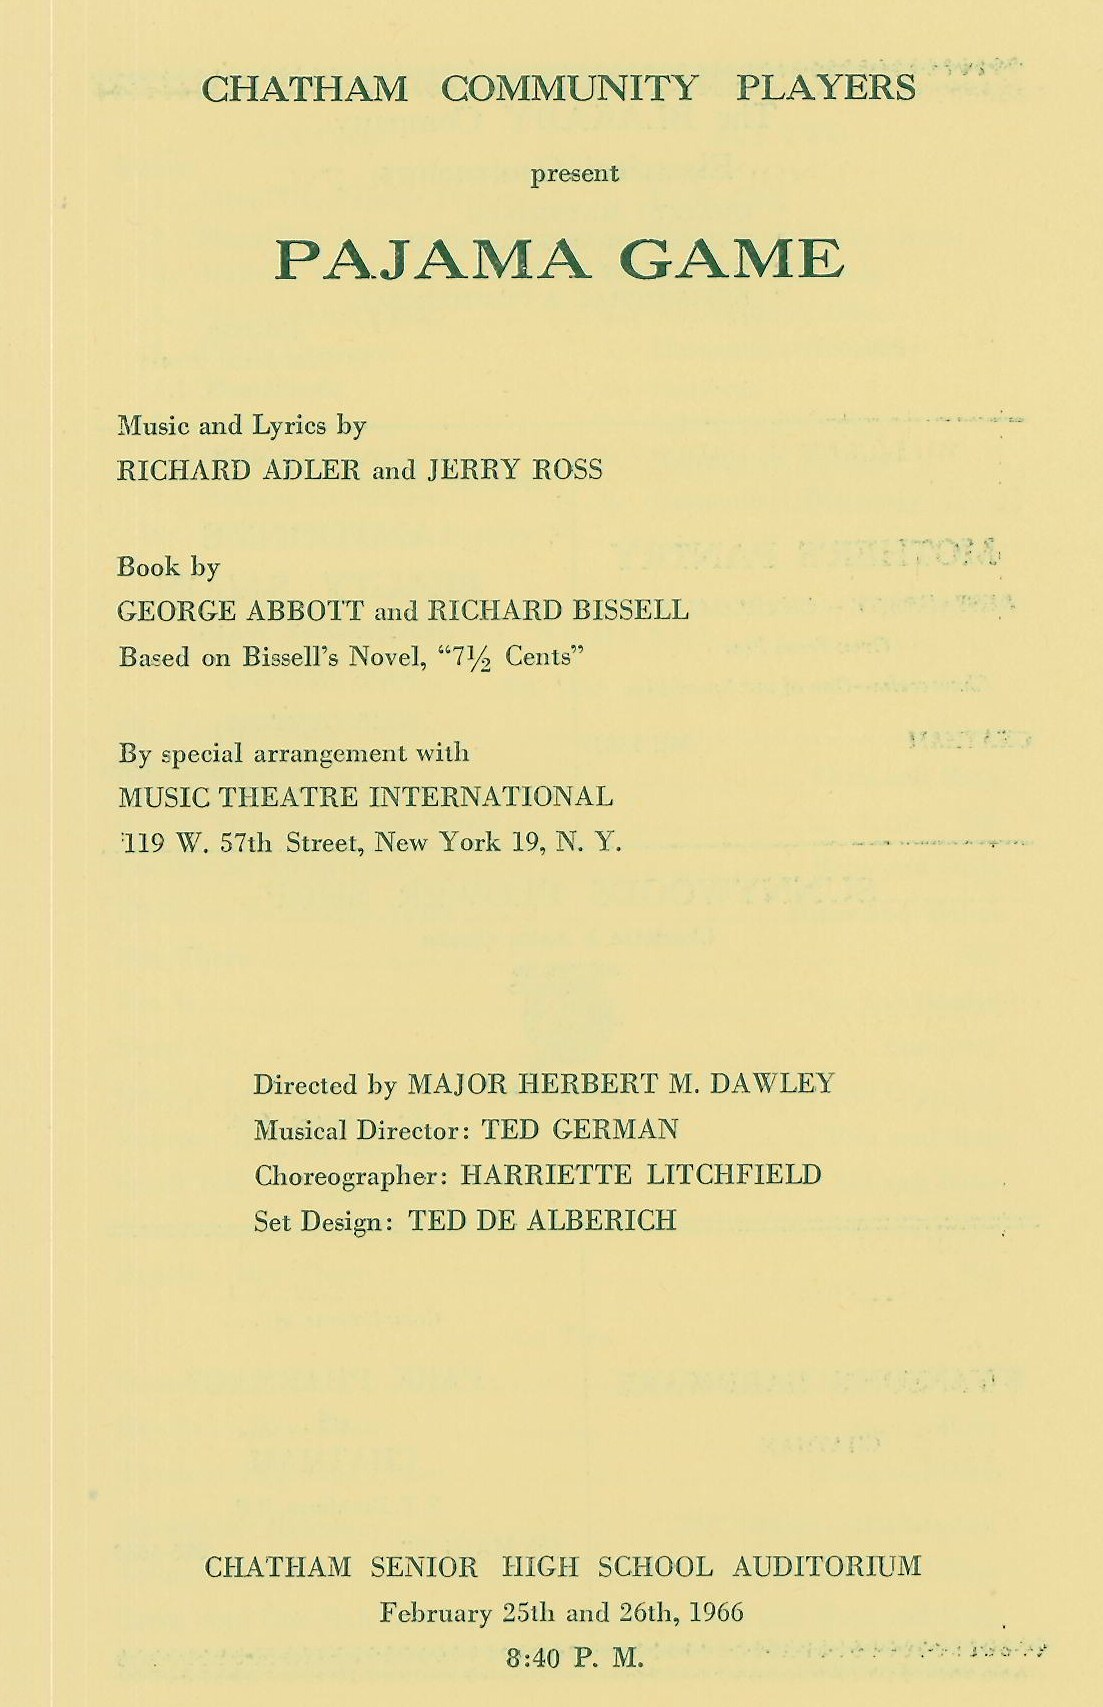 CHATHAM COMMUNITY PLAYERS
present
PAJAMA GAME
Music and Lyrics by
RICHARD ADLER and JERRY ROSS
Book by
GEORGE ABBOTT and RICHARD BISSELL
Based on Bissell's Novel, “7½ Cents”
By special arrangement with
MUSIC THEATRE INTERNATIONAL
119 W. 57th Street, New York 19, N. Y.
Directed by MAJOR HERBERT M. DAWLEY
Musical Director: TED GERMAN
Choreographer: HARRIETTE LITCHFIELD
Set Design: TED DE ALBERICH
CHATHAM SENIOR HIGH SCHOOL AUDITORIUM
February 25th and 26th, 1966
8:40 P. M.